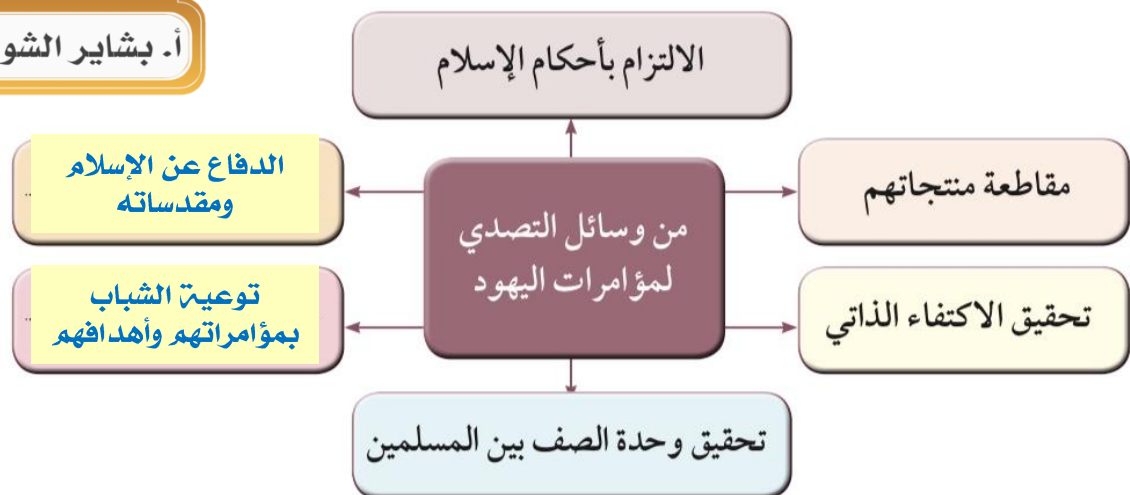 أ. بشاير الشو
الالتزام بأحكام الإسلام
مقاطعة منتجاتهم
الدفاع عن الإسلام
ومقدساته
من وسائل التصدي
لمؤامرات اليهود
تحقيق الاكتفاء الذاتي
توعية الشباب
بمؤامراتهم وأهدافهم
تحقيق وحدة الصف بين المسلمين